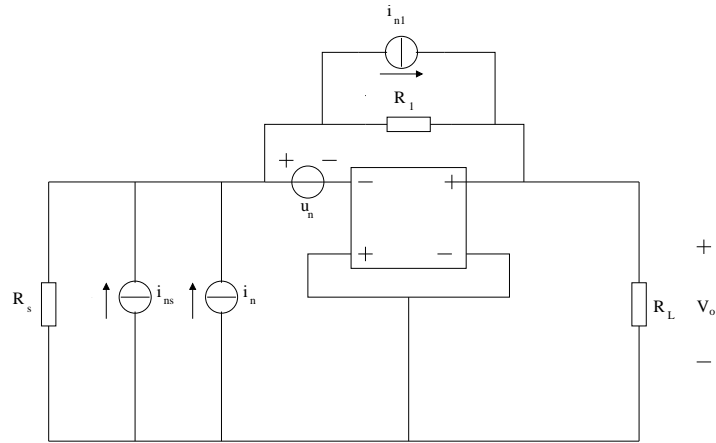 i_n1
R_1
+ −
u_n
− +
+ −
R_s
i_ns
i_n
R_L
+
V_o
−